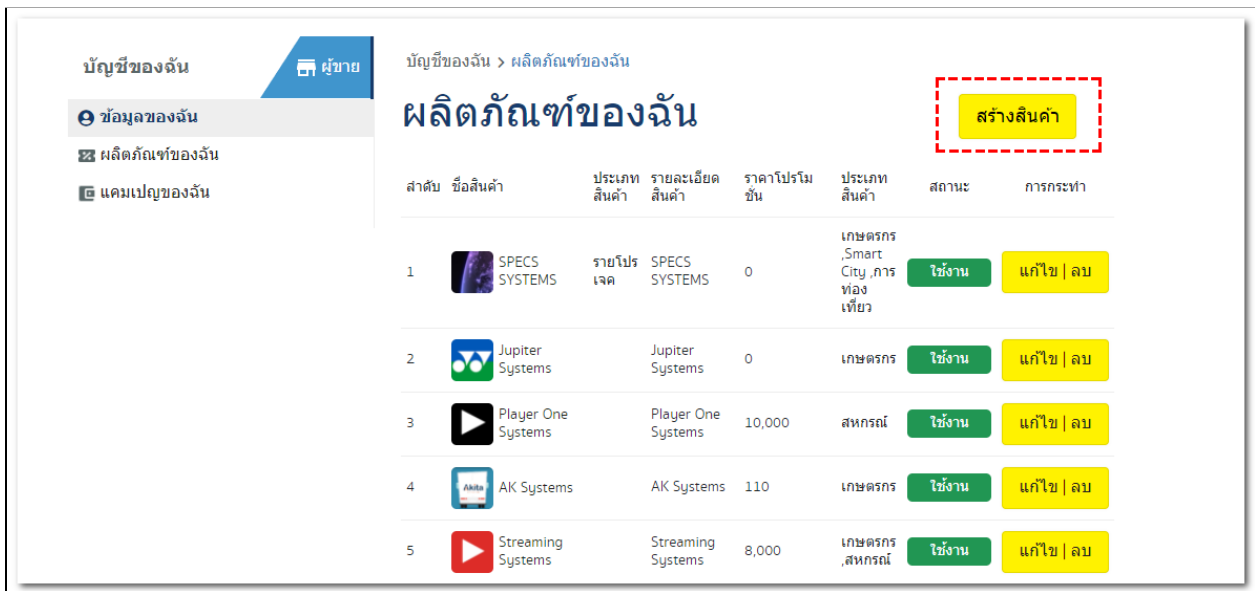 บัญชีของฉัน
ผู้ขาย
ข้อมูลของฉัน
ผลิตภัณฑ์ของฉัน
แคมเปญของฉัน
บัญชีของฉัน > ผลิตภัณฑ์ของฉัน
ผลิตภัณฑ์ของฉัน
สร้างสินค้า
ลำดับ ชื่อสินค้า ประเภท รายละเอียด ราคาโปรโม ประเภท สถานะ การกระทำ
สินค้า สินค้า ชั่น สินค้า
เกษตรกร
,Smart
1 SPECS รายโปร SPECS 0 City ,การ ใช้งาน แก้ไข | ลบ
SYSTEMS เจค SYSTEMS ท่อง
เที่ยว
2 Jupiter Jupiter 0 เกษตรกร ใช้งาน แก้ไข | ลบ
Systems Systems
3 Player One Player One 10,000 สหกรณ์ ใช้งาน แก้ไข | ลบ
Systems Systems
4 Akita AK Systems AK Systems 110 เกษตรกร ใช้งาน แก้ไข | ลบ
5 Streaming Streaming 8,000 เกษตรกร ใช้งาน แก้ไข | ลบ
Systems Systems ,สหกรณ์